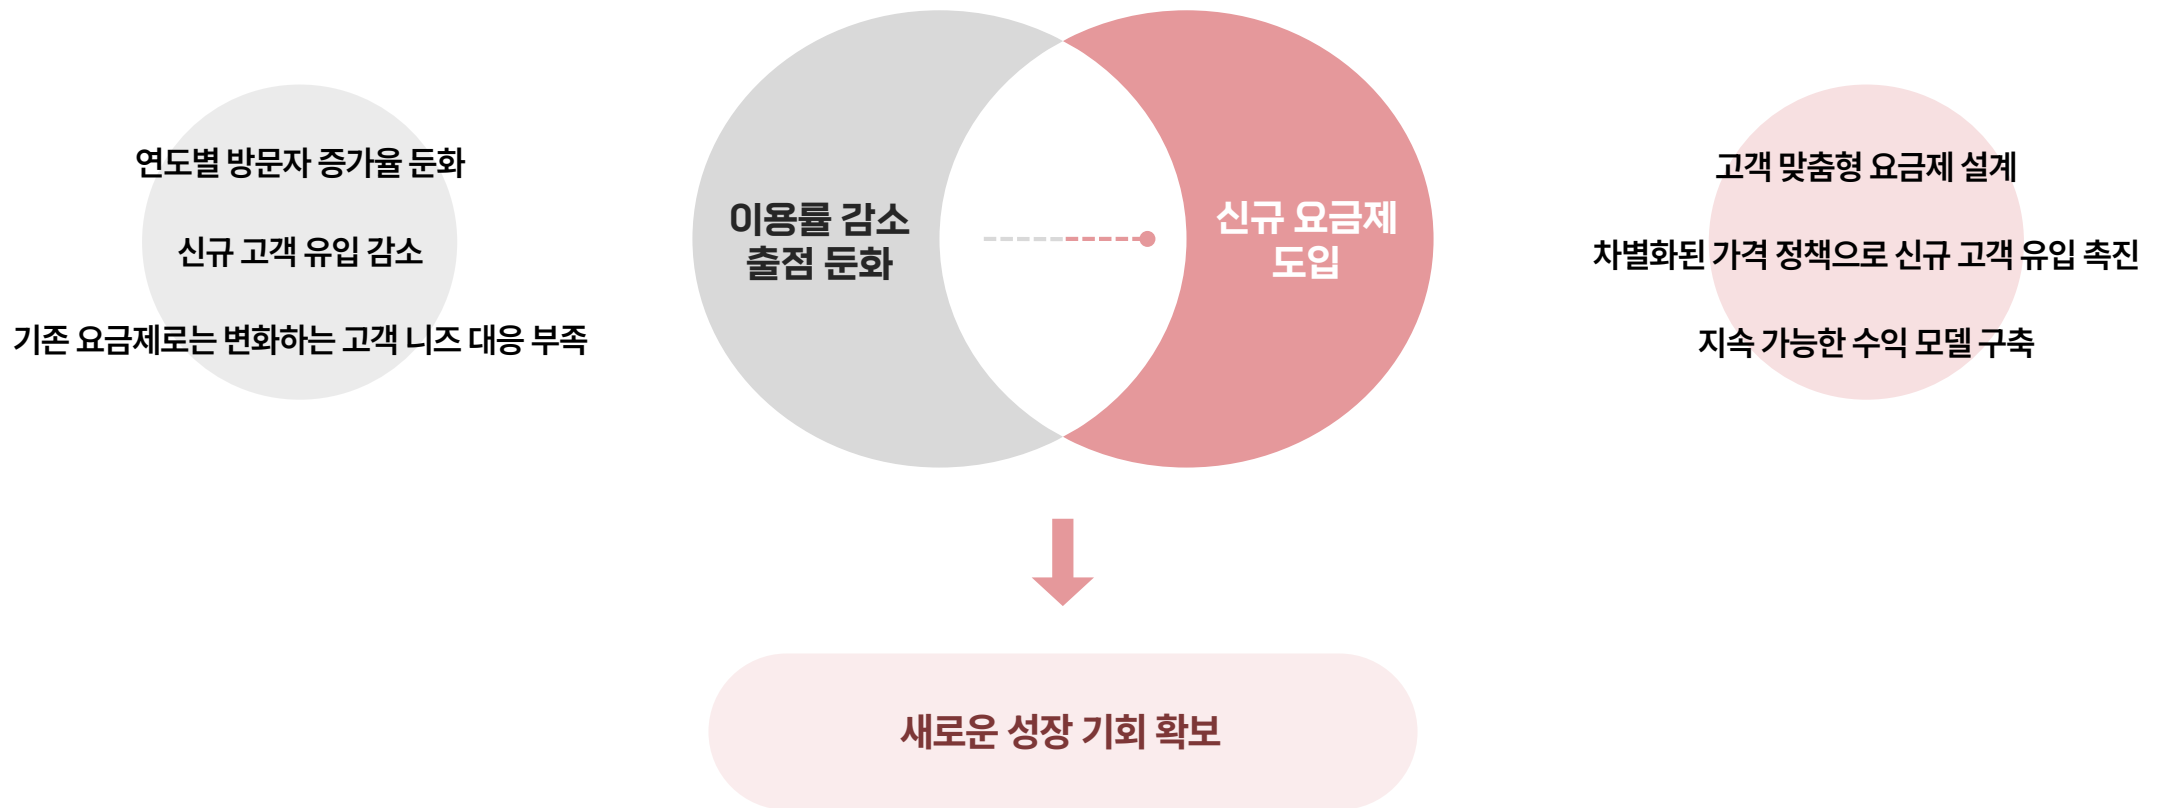 연도별 방문자 증가율 둔화
신규 고객 유입 감소
기존 요금제로는 변화하는 고객 니즈 대응 부족
이용률 감소
출점 둔화
신규 요금제
도입
고객 맞춤형 요금제 설계
차별화된 가격 정책으로 신규 고객 유입 촉진
지속 가능한 수익 모델 구축
새로운 성장 기회 확보